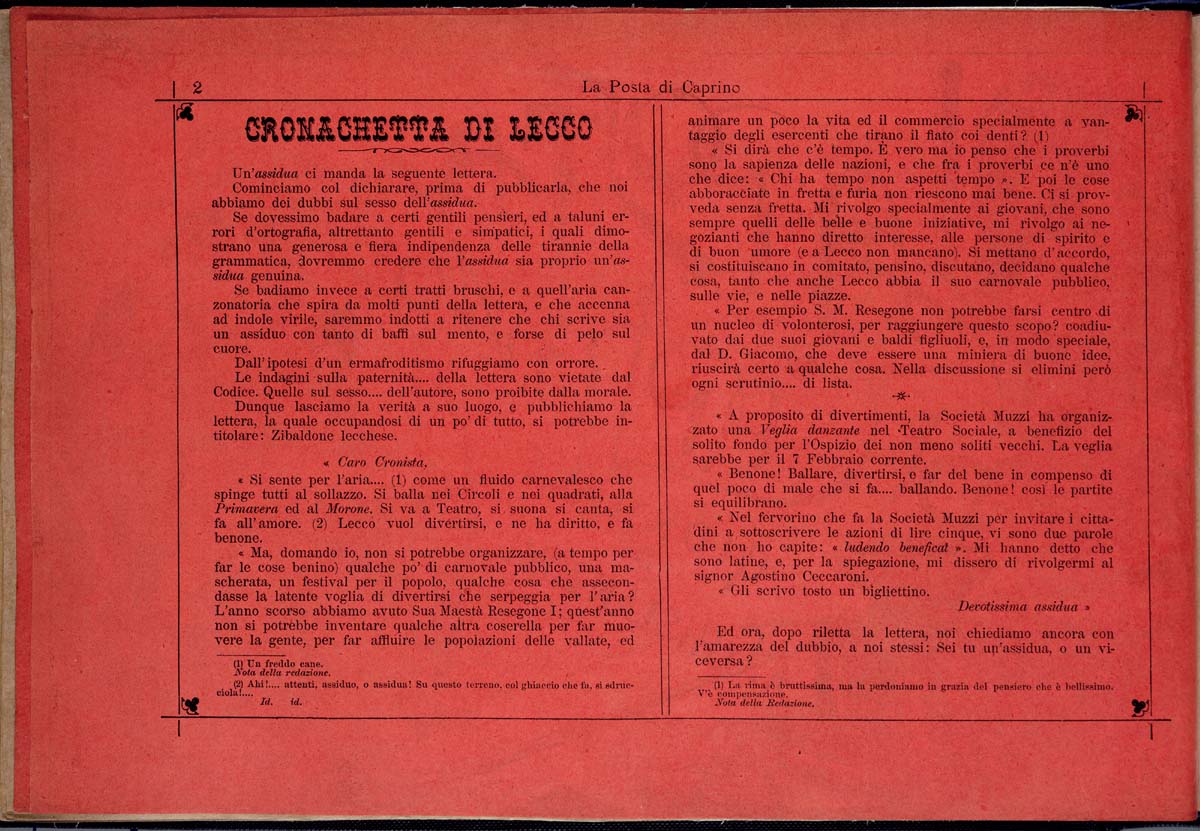 2
La Posta di Caprino
CRONACHETTA DI LECCO
Un'assidua ci manda la seguente lettera.
Cominciamo col dichiarare, prima di pubblicarla, che noi
abbiamo dei dubbi sul sesso dell'assidua.
Se dovessimo badare a certi gentili pensieri, ed a taluni er-
rori d'ortografia, altrettanto gentili e simpatici, i quali dimo-
strano una generosa e fiera indipendenza delle tirannie della
grammatica, dovremmo credere che l'assidua sia proprio un'as-
sidua genuina.
Se badiamo invece a certi tratti bruschi, e a quell'aria can-
zonatoria che spira da molti punti della lettera, e che accenna
ad indole virile, saremmo indotti a ritenere che chi scrive sia
un assiduo con tanto di baffi sul mento, e forse di pelo sul
cuore.
Dall'ipotesi d'un ermafroditismo rifuggiamo con orrore.
Le indagini sulla paternità.... della lettera sono vietate dal
Codice. Quelle sul sesso.... dell'autore, sono proibite dalla morale.
Dunque lasciamo la verità a suo luogo, e pubblichiamo la
lettera, la quale occupandosi di un po' di tutto, si potrebbe in-
titolare: Zibaldone lecchese.
« Caro Cronista,
« Si sente per l'aria.... (1) come un fluido carnevalesco che
spinge tutti al sollazzo. Si balla nei Circoli e nei quadrati, alla
Primavera ed al Morone. Si va a Teatro, si suona si canta, si
fa all'amore. (2) Lecco vuol divertirsi, e ne ha diritto, e fa
benone.
« Ma, domando io, non si potrebbe organizzare, (a tempo per
far le cose benino) qualche po' di carnovale pubblico, una ma-
scherata, un festival per il popolo, qualche cosa che assecon-
dasse la latente voglia di divertirsi che serpeggia per l'aria?
L'anno scorso abbiamo avuto Sua Maestà Resegone I; quest'anno
non si potrebbe inventare qualche altra coserella per far muo-
vere la gente, per far affluire le popolazioni delle vallate, ed
(1) Un freddo cane.
Nota della redazione.
(2) Ahi!.... attenti, assiduo, o assidua! Su questo terreno, col ghiaccio che fa, si sdruc-
ciola!....
Id. id.
animare un poco la vita ed il commercio specialmente a van-
taggio degli esercenti che tirano il fiato coi denti? (1)
« Si dirà che c'è tempo. È vero ma io penso che i proverbi
sono la sapienza delle nazioni, e che fra i proverbi ce n'è uno
che dice: « Chi ha tempo non aspetti tempo ». E poi le cose
abboracciate in fretta e furia non riescono mai bene. Ci si prov-
veda senza fretta. Mi rivolgo specialmente ai giovani, che sono
sempre quelli delle belle e buone iniziative, mi rivolgo ai ne-
gozianti che hanno diretto interesse, alle persone di spirito e
di buon umore (e a Lecco non mancano). Si mettano d'accordo,
si costituiscano in comitato, pensino, discutano, decidano qualche
cosa, tanto che anche Lecco abbia il suo carnovale pubblico,
sulle vie, e nelle piazze.
« Per esempio S. M. Resegone non potrebbe farsi centro di
un nucleo di volonterosi, per raggiungere questo scopo? coadiu-
vato dai due suoi giovani e baldi figliuoli, e, in modo speciale,
dal D. Giacomo, che deve essere una miniera di buone idee,
riuscirà certo a qualche cosa. Nella discussione si elimini però
ogni scrutinio.... di lista.
« A proposito di divertimenti, la Società Muzzi ha organiz-
zato una Veglia danzante nel Teatro Sociale, a benefizio del
solito fondo per l'Ospizio dei non meno soliti vecchi. La veglia
sarebbe per il 7 Febbraio corrente.
« Benone! Ballare, divertirsi, e far del bene in compenso di
quel poco di male che si fa.... ballando. Benone! così le partite
si equilibrano.
« Nel fervorino che fa la Società Muzzi per invitare i citta-
dini a sottoscrivere le azioni di lire cinque, vi sono due parole
che non ho capite: « ludendo beneficat ». Mi hanno detto che
sono latine, e, per la spiegazione, mi dissero di rivolgermi al
signor Agostino Ceccaroni.
« Gli scrivo tosto un bigliettino.
Devotissima assidua »
Ed ora, dopo riletta la lettera, noi chiediamo ancora con
l'amarezza del dubbio, a noi stessi: Sei tu un'assidua, o un vi-
ceversa?
(1) La rima è bruttissima, ma la perdoniamo in grazia del pensiero che è bellissimo.
V'è compensazione.
Nota della Redazione.